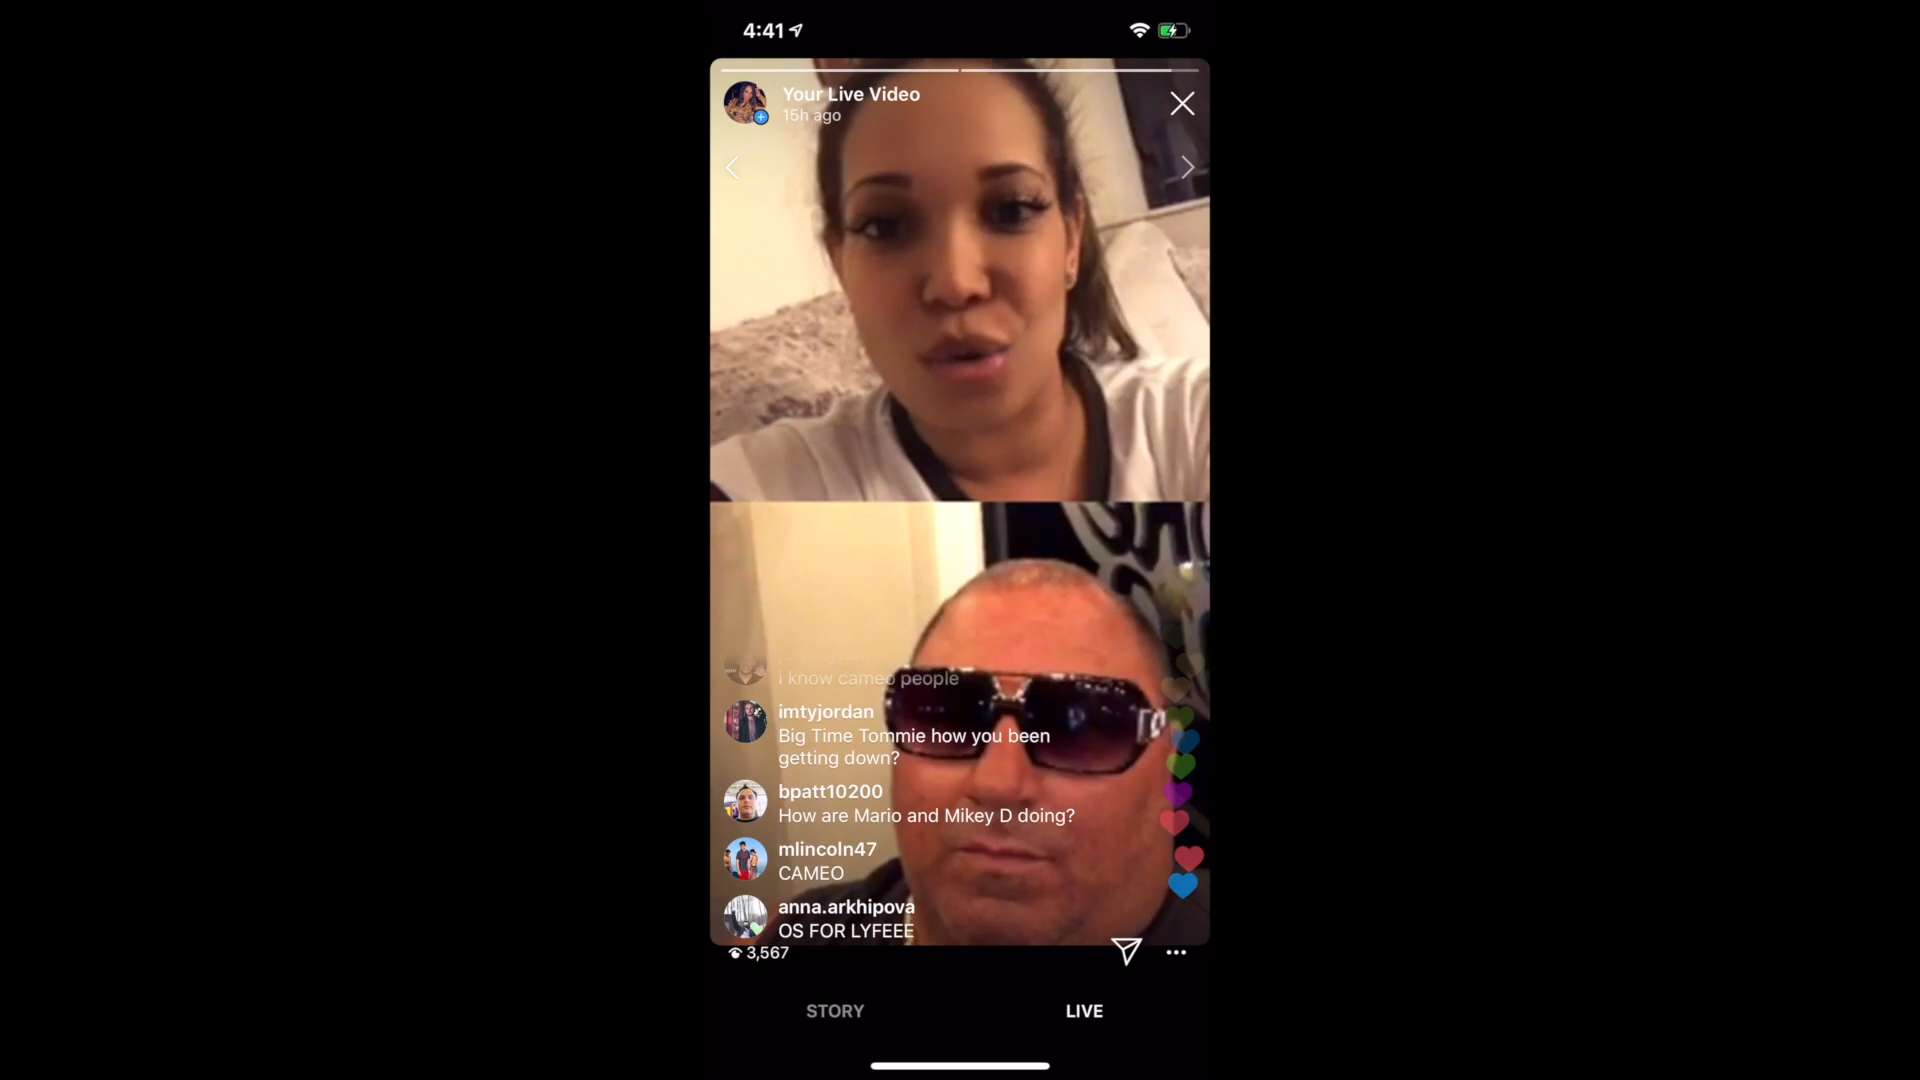 4:41
Your Live Video
15h ago
i know cameo people
imtyjordan
Big Time Tommie how you been
getting down?
bpatt10200
How are Mario and Mikey D doing?
mlincoln47
CAMEO
anna.arkhipova
OS FOR LYFEEE
3,567
STORY
LIVE